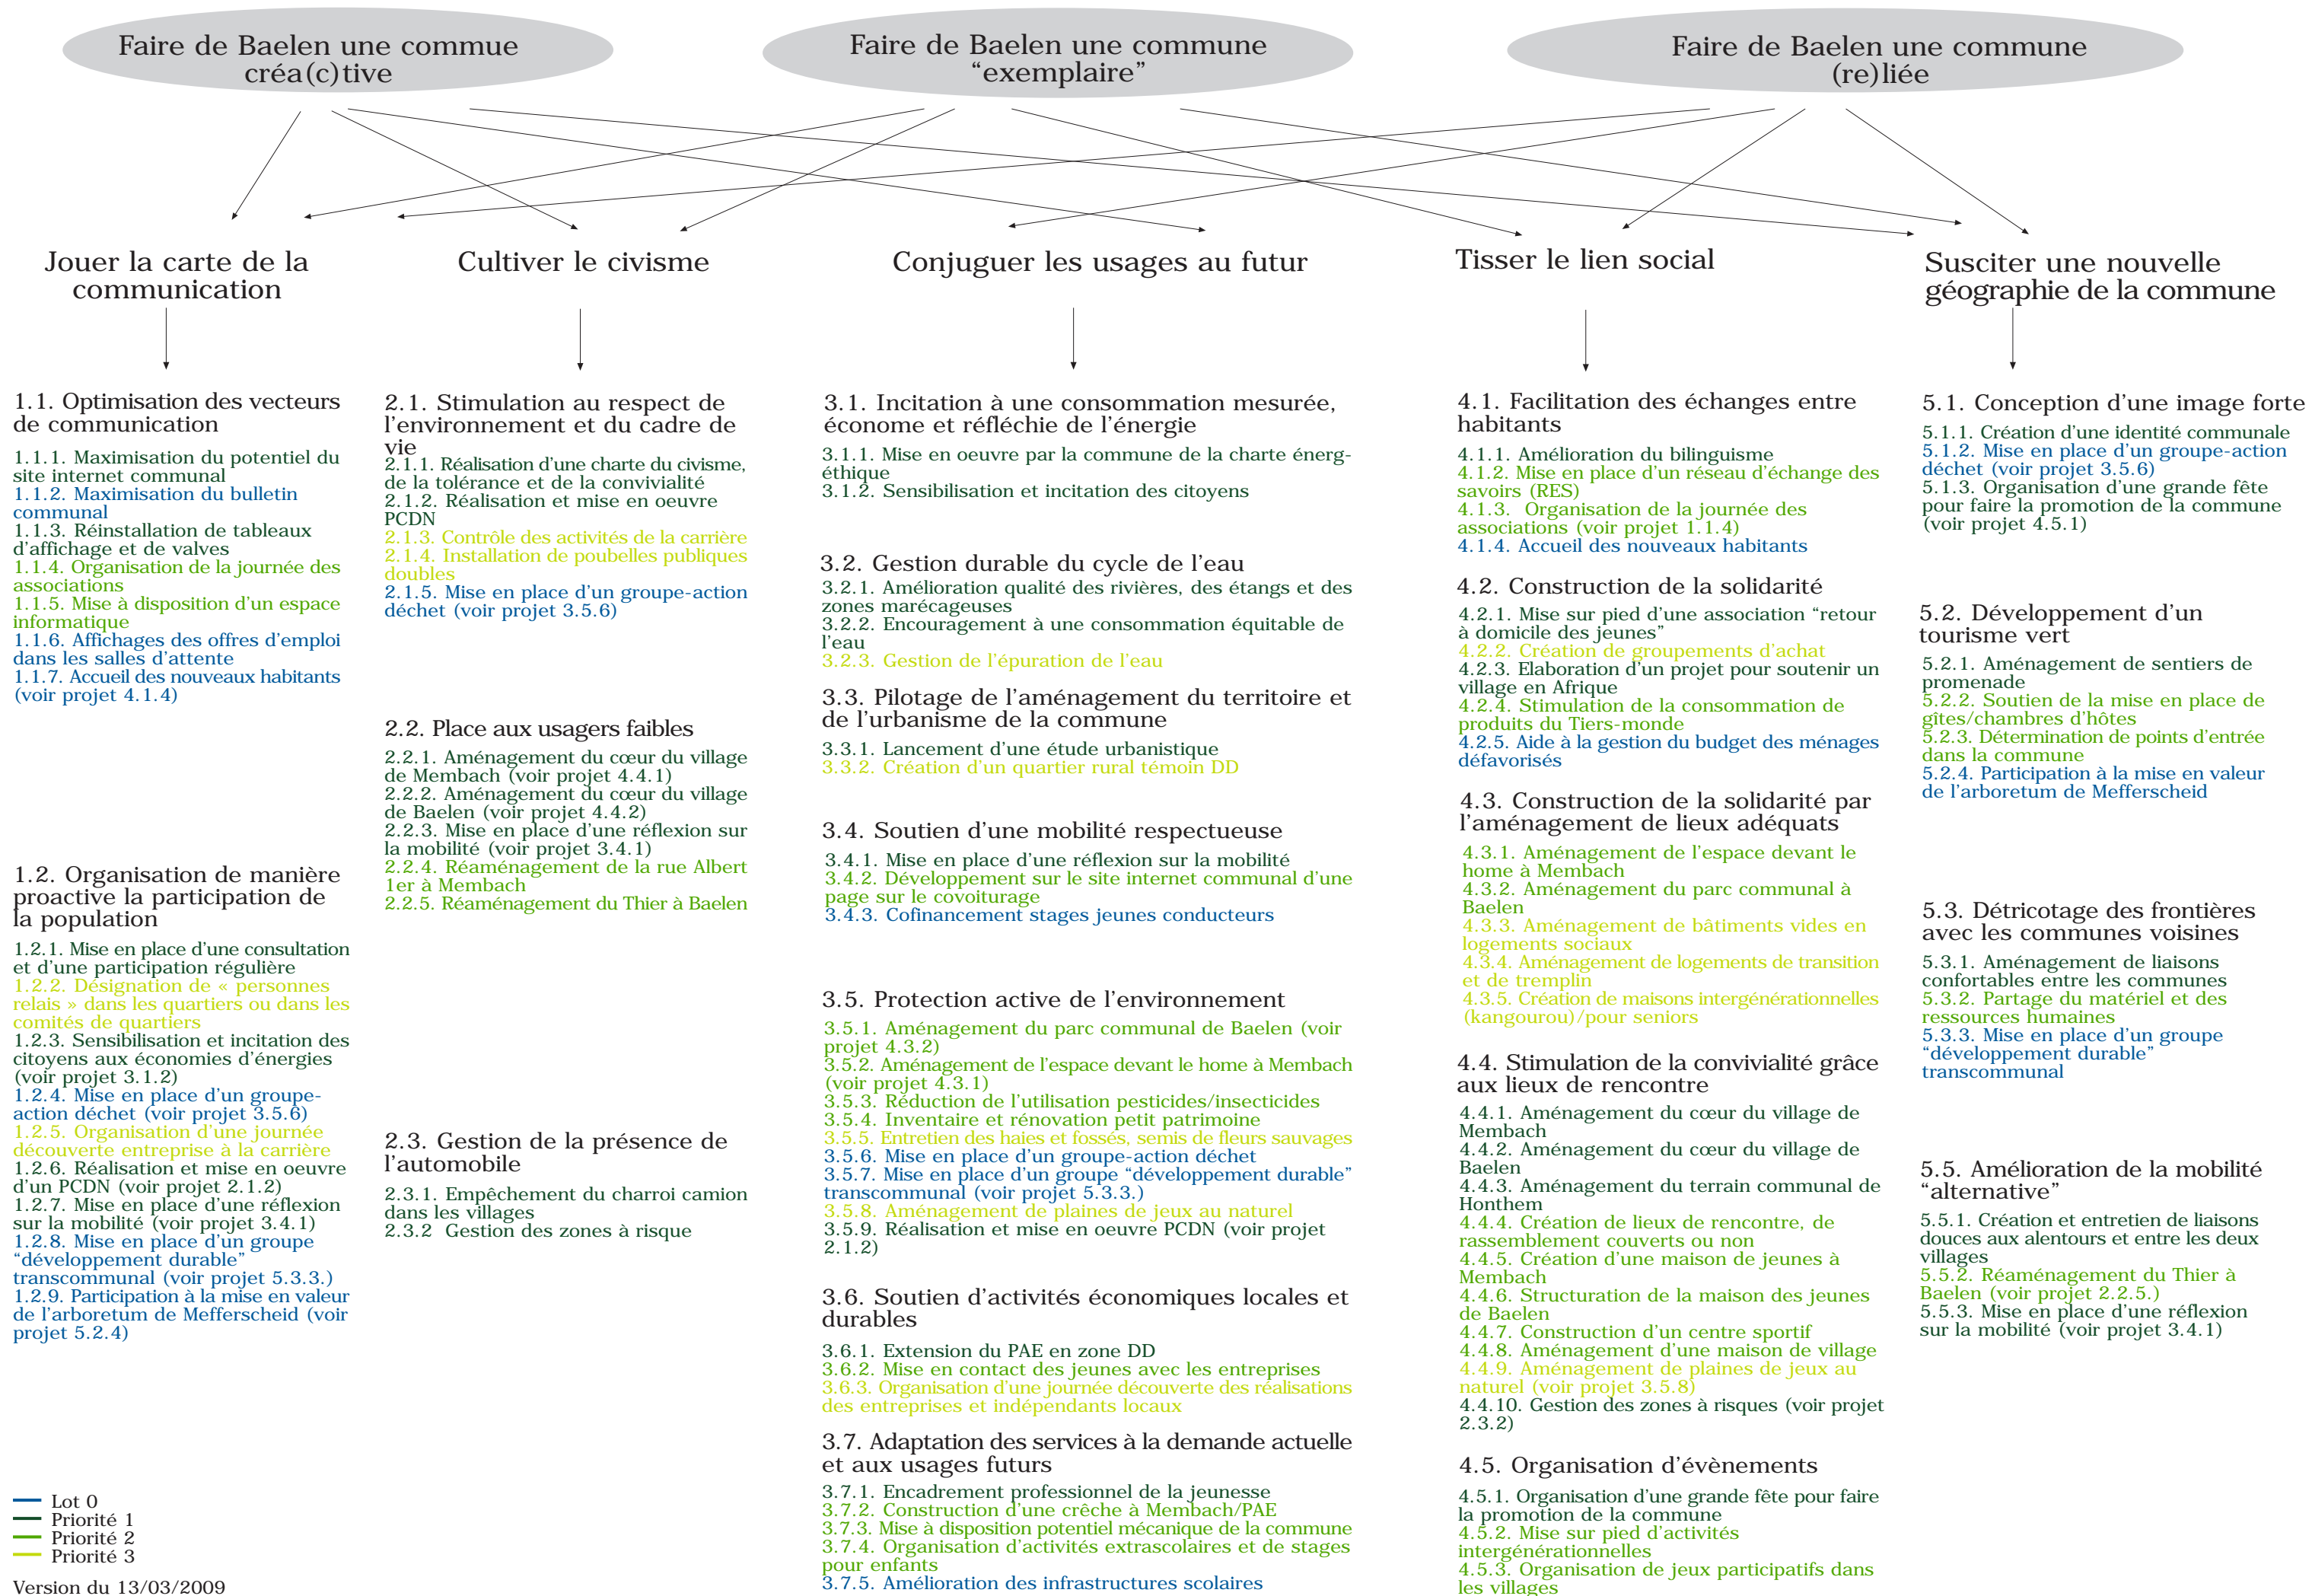 Faire de Baelen une commue
créa(c)tive
Faire de Baelen une commune
“exemplaire”
Faire de Baelen une commune
(re)liée
Jouer la carte de la
communication
Cultiver le civisme
Conjuguer les usages au futur
Tisser le lien social
Susciter une nouvelle
géographie de la commune
1.1. Optimisation des vecteurs
de communication
1.1.1. Maximisation du potentiel du
site internet communal
1.1.2. Maximisation du bulletin
communal
1.1.3. Réinstallation de tableaux
d’affichage et de valves
1.1.4. Organisation de la journée des
associations
1.1.5. Mise à disposition d’un espace
informatique
1.1.6. Affichages des offres d’emploi
dans les salles d’attente
1.1.7. Accueil des nouveaux habitants
(voir projet 4.1.4)
1.2. Organisation de manière
proactive la participation de
la population
1.2.1. Mise en place d’une consultation
et d’une participation régulière
1.2.2. Désignation de « personnes
relais » dans les quartiers ou dans les
comités de quartiers
1.2.3. Sensibilisation et incitation des
citoyens aux économies d’énergies
(voir projet 3.1.2)
1.2.4. Mise en place d’un groupe-
action déchet (voir projet 3.5.6)
1.2.5. Organisation d’une journée
découverte entreprise à la carrière
1.2.6. Réalisation et mise en oeuvre
d’un PCDN (voir projet 2.1.2)
1.2.7. Mise en place d’une réflexion
sur la mobilité (voir projet 3.4.1)
1.2.8. Mise en place d’un groupe
“développement durable”
transcommunal (voir projet 5.3.3.)
1.2.9. Participation à la mise en valeur
de l’arboretum de Mefferscheid (voir
projet 5.2.4)
Lot 0
Priorité 1
Priorité 2
Priorité 3
Version du 13/03/2009
2.1. Stimulation au respect de
l’environnement et du cadre de
vie
2.1.1. Réalisation d’une charte du civisme,
de la tolérance et de la convivialité
2.1.2. Réalisation et mise en oeuvre
PCDN
2.1.3. Contrôle des activités de la carrière
2.1.4. Installation de poubelles publiques
doubles
2.1.5. Mise en place d’un groupe-action
déchet (voir projet 3.5.6)
2.2. Place aux usagers faibles
2.2.1. Aménagement du cœur du village
de Membach (voir projet 4.4.1)
2.2.2. Aménagement du cœur du village
de Baelen (voir projet 4.4.2)
2.2.3. Mise en place d’une réflexion sur
la mobilité (voir projet 3.4.1)
2.2.4. Réaménagement de la rue Albert
1er à Membach
2.2.5. Réaménagement du Thier à Baelen
2.3. Gestion de la présence de
l’automobile
2.3.1. Empêchement du charroi camion
dans les villages
2.3.2 Gestion des zones à risque
3.1. Incitation à une consommation mesurée,
économe et réfléchie de l’énergie
3.1.1. Mise en oeuvre par la commune de la charte énerg-
éthique
3.1.2. Sensibilisation et incitation des citoyens
3.2. Gestion durable du cycle de l’eau
3.2.1. Amélioration qualité des rivières, des étangs et des
zones marécageuses
3.2.2. Encouragement à une consommation équitable de
l’eau
3.2.3. Gestion de l’épuration de l’eau
3.3. Pilotage de l’aménagement du territoire et
de l’urbanisme de la commune
3.3.1. Lancement d’une étude urbanistique
3.3.2. Création d’un quartier rural témoin DD
3.4. Soutien d’une mobilité respectueuse
3.4.1. Mise en place d’une réflexion sur la mobilité
3.4.2. Développement sur le site internet communal d’une
page sur le covoiturage
3.4.3. Cofinancement stages jeunes conducteurs
3.5. Protection active de l’environnement
3.5.1. Aménagement du parc communal de Baelen (voir
projet 4.3.2)
3.5.2. Aménagement de l’espace devant le home à Membach
(voir projet 4.3.1)
3.5.3. Réduction de l’utilisation pesticides/insecticides
3.5.4. Inventaire et rénovation petit patrimoine
3.5.5. Entretien des haies et fossés, semis de fleurs sauvages
3.5.6. Mise en place d’un groupe-action déchet
3.5.7. Mise en place d’un groupe “développement durable”
transcommunal (voir projet 5.3.3.)
3.5.8. Aménagement de plaines de jeux au naturel
3.5.9. Réalisation et mise en oeuvre PCDN (voir projet
2.1.2)
3.6. Soutien d’activités économiques locales et
durables
3.6.1. Extension du PAE en zone DD
3.6.2. Mise en contact des jeunes avec les entreprises
3.6.3. Organisation d’une journée découverte des réalisations
des entreprises et indépendants locaux
3.7. Adaptation des services à la demande actuelle
et aux usages futurs
3.7.1. Encadrement professionnel de la jeunesse
3.7.2. Construction d’une crêche à Membach/PAE
3.7.3. Mise à disposition potentiel mécanique de la commune
3.7.4. Organisation d’activités extrascolaires et de stages
pour enfants
3.7.5. Amélioration des infrastructures scolaires
4.1. Facilitation des échanges entre
habitants
4.1.1. Amélioration du bilinguisme
4.1.2. Mise en place d’un réseau d’échange des
savoirs (RES)
4.1.3. Organisation de la journée des
associations (voir projet 1.1.4)
4.1.4. Accueil des nouveaux habitants
4.2. Construction de la solidarité
4.2.1. Mise sur pied d’une association “retour
à domicile des jeunes”
4.2.2. Création de groupements d’achat
4.2.3. Elaboration d’un projet pour soutenir un
village en Afrique
4.2.4. Stimulation de la consommation de
produits du Tiers-monde
4.2.5. Aide à la gestion du budget des ménages
défavorisés
4.3. Construction de la solidarité par
l’aménagement de lieux adéquats
4.3.1. Aménagement de l’espace devant le
home à Membach
4.3.2. Aménagement du parc communal à
Baelen
4.3.3. Aménagement de bâtiments vides en
logements sociaux
4.3.4. Aménagement de logements de transition
et de tremplin
4.3.5. Création de maisons intergénérationnelles
(kangourou)/pour seniors
4.4. Stimulation de la convivialité grâce
aux lieux de rencontre
4.4.1. Aménagement du cœur du village de
Membach
4.4.2. Aménagement du cœur du village de
Baelen
4.4.3. Aménagement du terrain communal de
Honthem
4.4.4. Création de lieux de rencontre, de
rassemblement couverts ou non
4.4.5. Création d’une maison de jeunes à
Membach
4.4.6. Structuration de la maison des jeunes
de Baelen
4.4.7. Construction d’un centre sportif
4.4.8. Aménagement d’une maison de village
4.4.9. Aménagement de plaines de jeux au
naturel (voir projet 3.5.8)
4.4.10. Gestion des zones à risques (voir projet
2.3.2)
4.5. Organisation d’évènements
4.5.1. Organisation d’une grande fête pour faire
la promotion de la commune
4.5.2. Mise sur pied d’activités
intergénérationnelles
4.5.3. Organisation de jeux participatifs dans
les villages
5.1. Conception d’une image forte
5.1.1. Création d’une identité communale
5.1.2. Mise en place d’un groupe-action
déchet (voir projet 3.5.6)
5.1.3. Organisation d’une grande fête
pour faire la promotion de la commune
(voir projet 4.5.1)
5.2. Développement d’un
tourisme vert
5.2.1. Aménagement de sentiers de
promenade
5.2.2. Soutien de la mise en place de
gîtes/chambres d’hôtes
5.2.3. Détermination de points d’entrée
dans la commune
5.2.4. Participation à la mise en valeur
de l’arboretum de Mefferscheid
5.3. Détricotage des frontières
avec les communes voisines
5.3.1. Aménagement de liaisons
confortables entre les communes
5.3.2. Partage du matériel et des
ressources humaines
5.3.3. Mise en place d’un groupe
“développement durable”
transcommunal
5.5. Amélioration de la mobilité
“alternative”
5.5.1. Création et entretien de liaisons
douces aux alentours et entre les deux
villages
5.5.2. Réaménagement du Thier à
Baelen (voir projet 2.2.5.)
5.5.3. Mise en place d’une réflexion
sur la mobilité (voir projet 3.4.1)